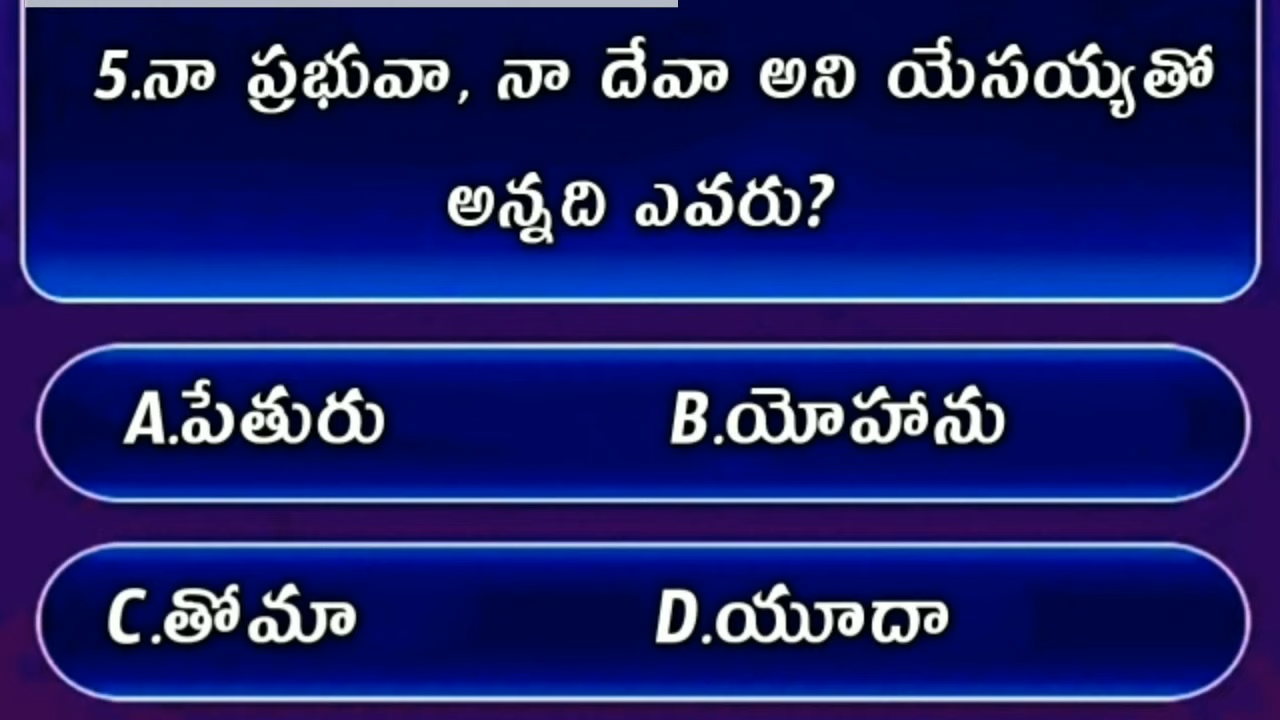 5.నా ప్రభువా, నా దేవా అని యేసయ్యతో
అన్నది ఎవరు?
A.పేతురు B.యోహాను
C.తోమా D.యూదా